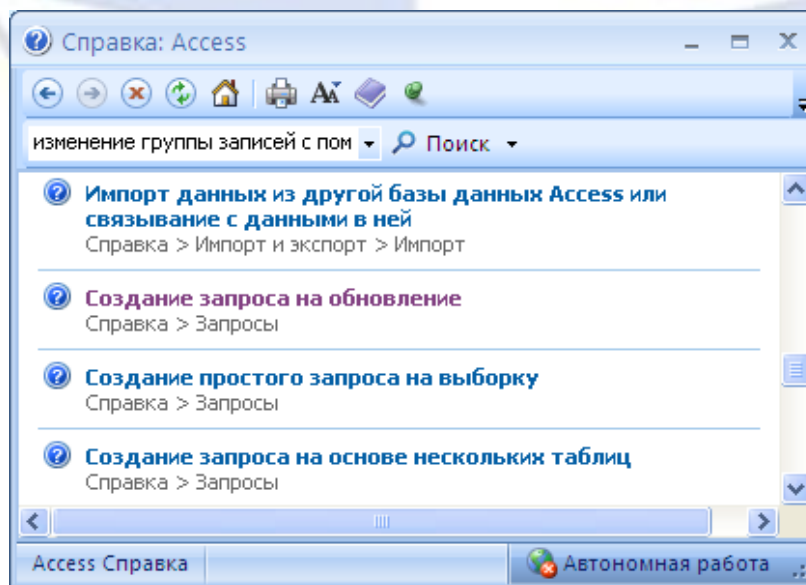 Справка: Access
изменение группы записей с пом
Поиск
Импорт данных из другой базы данных Access или
связывание с данными в ней
Справка > Импорт и экспорт > Импорт
Создание запроса на обновление
Справка > Запросы
Создание простого запроса на выборку
Справка > Запросы
Создание запроса на основе нескольких таблиц
Справка > Запросы
Access Справка
Автономная работа